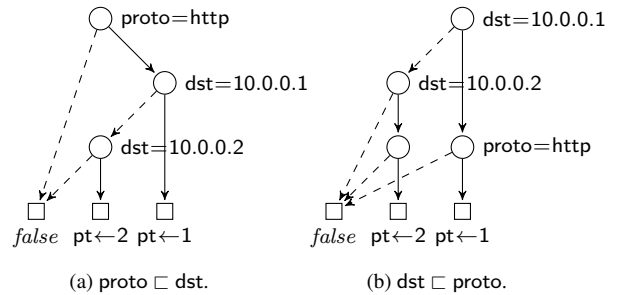 proto=http
dst=10.0.0.1
dst=10.0.0.2
false pt←2 pt←1
(a) proto ⊏ dst.
dst=10.0.0.1
dst=10.0.0.2
proto=http
false pt←2 pt←1
(b) dst ⊏ proto.